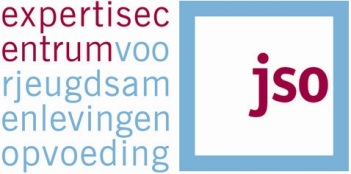 expertisec
entrumvoo
rjeugdsam
enlevingen
opvoeding
jso